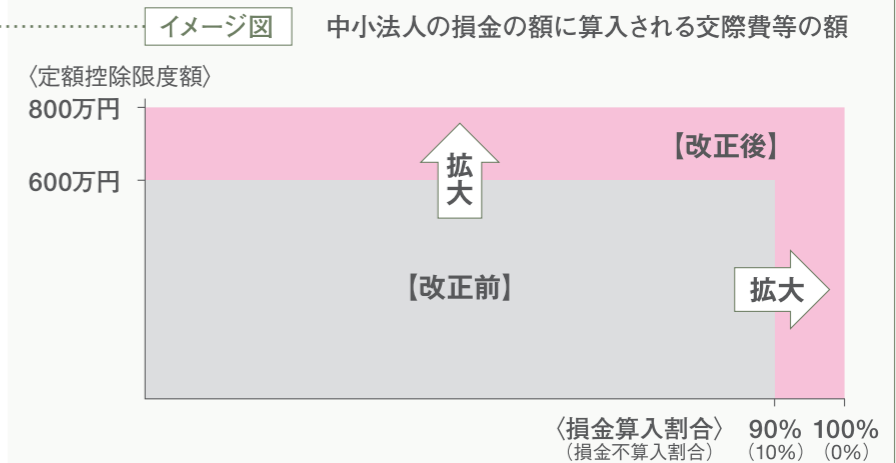 イメージ図 中小法人の損金の額に算入される交際費等の額
〈定額控除限度額〉
800万円
【改正後】
拡大
600万円
【改正前】
拡大
〈損金算入割合〉 90% 100%
（損金不算入割合） （10%） （0%）